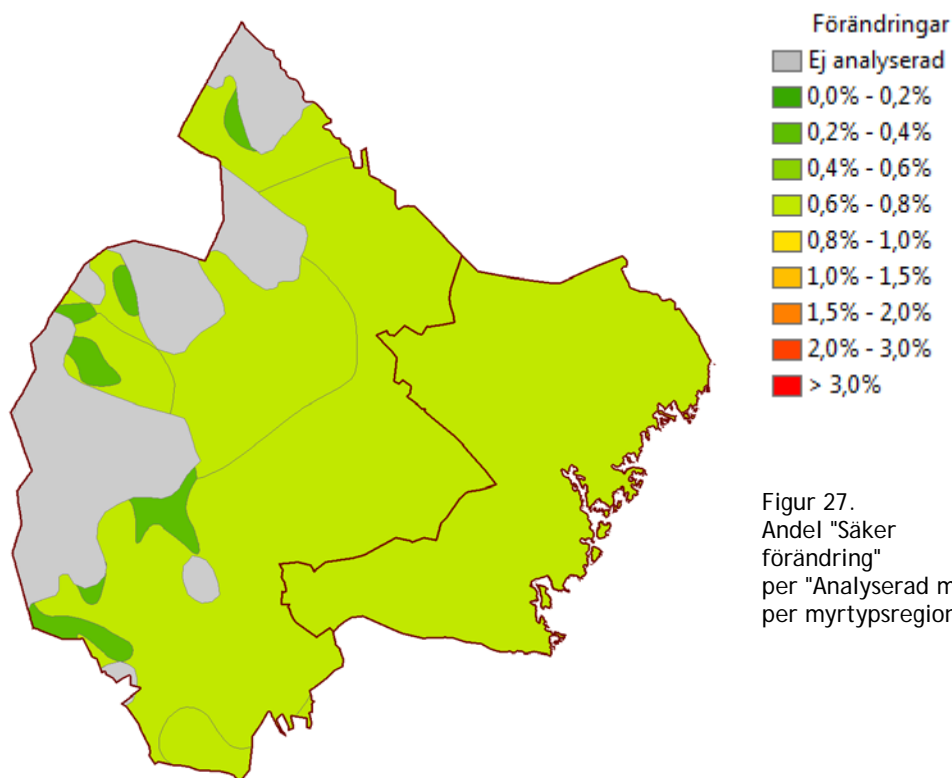 Förändringar
Ej analyserad
0,0% - 0,2%
0,2% - 0,4%
0,4% - 0,6%
0,6% - 0,8%
0,8% - 1,0%
1,0% - 1,5%
1,5% - 2,0%
2,0% - 3,0%
> 3,0%
Figur 27.
Andel "Säker
förändring"
per "Analyserad m
per myrtypsregion